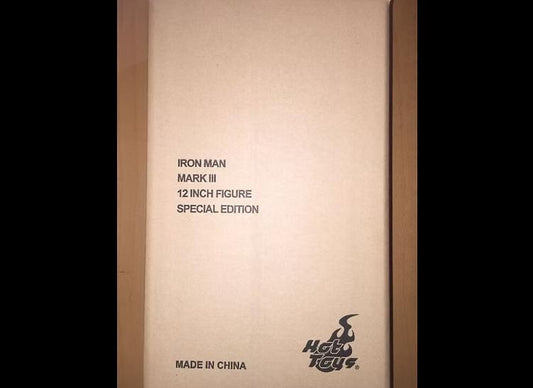 IRON MAN
MARK III
12 INCH FIGURE
SPECIAL EDITION
Hot
Toys®
MADE IN CHINA